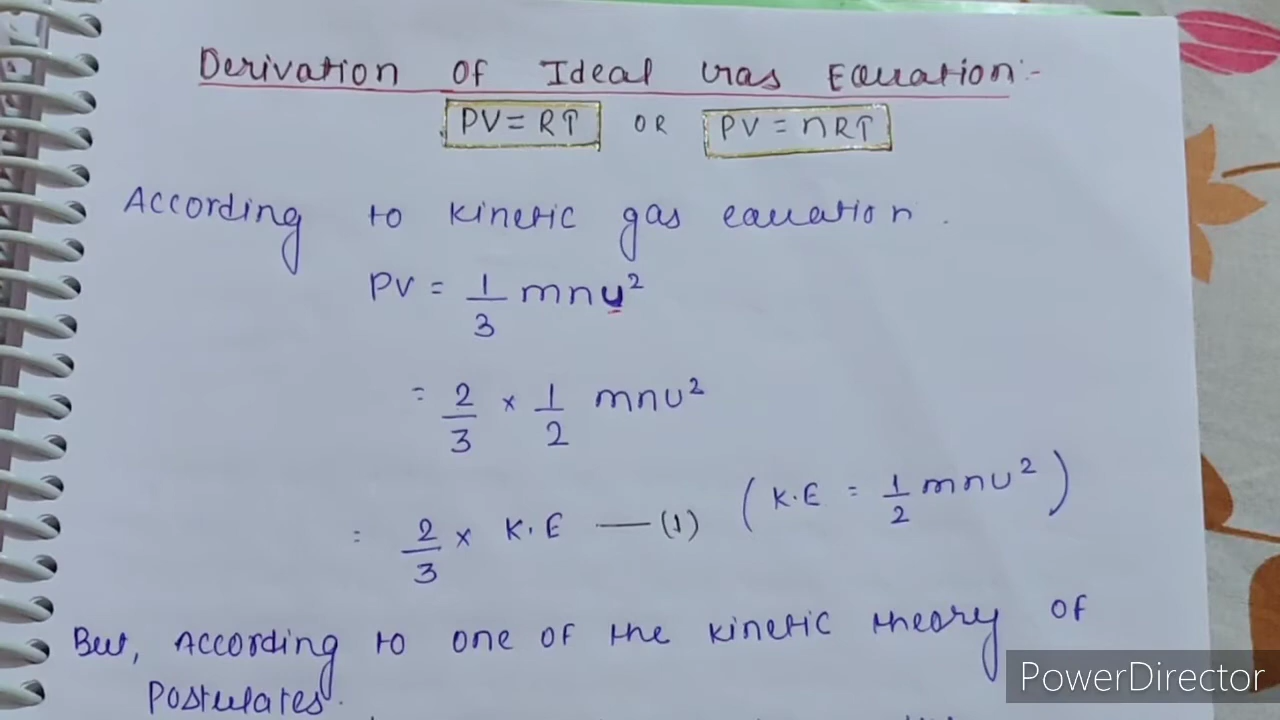 Derivation Of Ideal Gas Equation:-
PV = RT OR PV = nRT
According to kinetic gas equation.
PV = 1/3 mnu²
= 2/3 × 1/2 mnu²
= 2/3 × K.E —(1) (K.E = 1/2 mnu²)
But, According to one of the kinetic theory of
Postulates.
PowerDirector